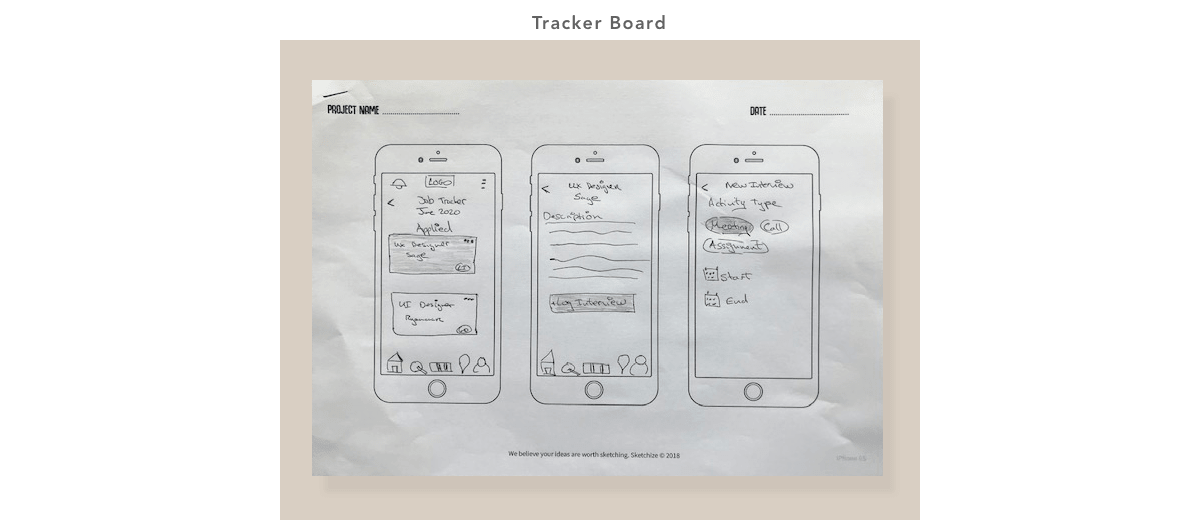 Tracker Board
PROJECT NAME
DATE
LOGO
Job Tracker
June 2020
Applied
UX Designer
Sage
UI Designer
UX Designer
Sage
Description
+Log Interview
New Interview
Activity Type
Meeting
Call
Assignment
Start
End
We believe your ideas are worth sketching. Sketchize © 2018
iPhone 5S